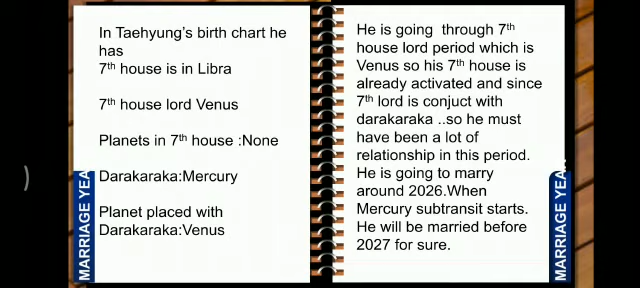 In Taehyung's birth chart he
has
7th house is in Libra
7th house lord Venus
Planets in 7th house :None
Darakaraka:Mercury
Planet placed with
Darakaraka:Venus
MARRIAGE YEA
He is going  through 7th
house lord period which is
Venus so his 7th house is
already activated and since
7th lord is conjuct with
darakaraka ..so he must
have been a lot of
relationship in this period.
He is going to marry
around 2026.When
Mercury subtransit starts.
He will be married before
2027 for sure.
MARRIAGE YEA